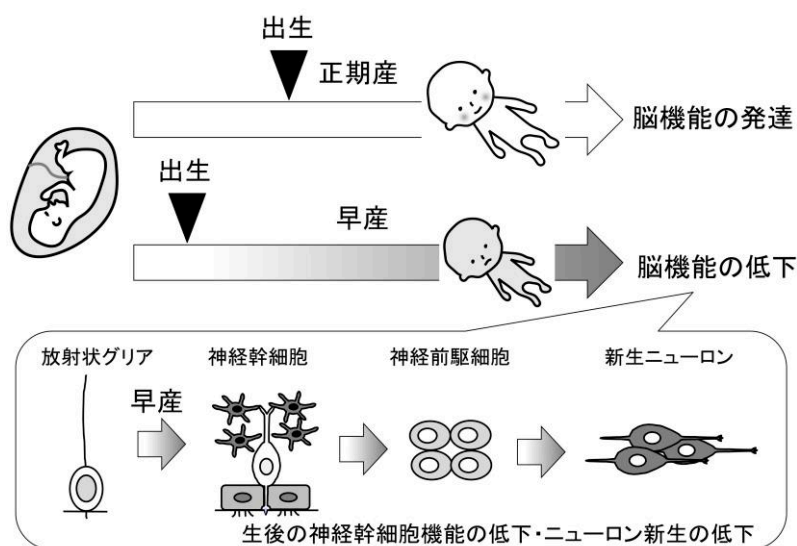 出生
正期産
脳機能の発達
出生
早産
脳機能の低下
放射状グリア
神経幹細胞
神経前駆細胞
新生ニューロン
早産
生後の神経幹細胞機能の低下・ニューロン新生の低下